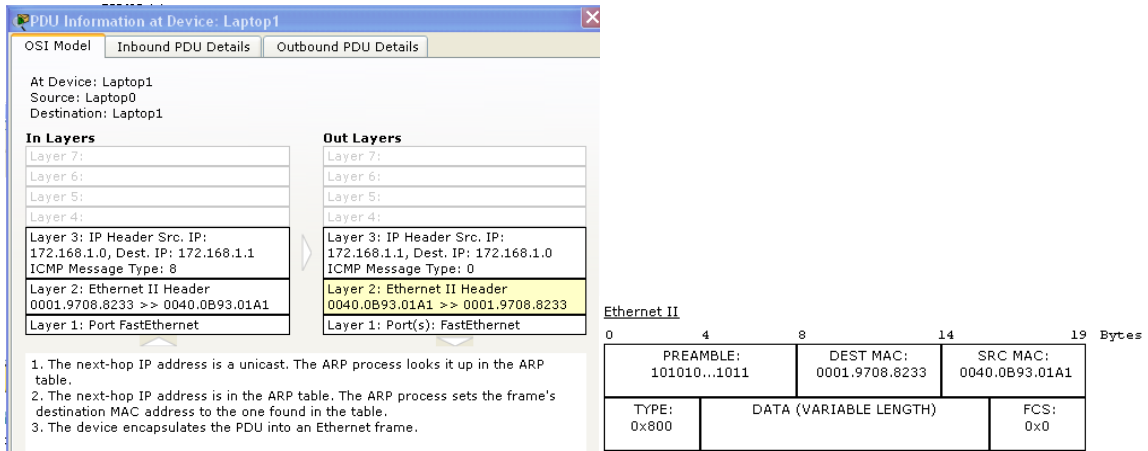 PDU Information at Device: Laptop1
OSI Model
Inbound PDU Details
Outbound PDU Details
At Device: Laptop1
Source: Laptop0
Destination: Laptop1
In Layers
Layer 7:
Layer 6:
Layer 5:
Layer 4:
Layer 3: IP Header Src. IP:
172.168.1.0, Dest. IP: 172.168.1.1
ICMP Message Type: 8
Layer 2: Ethernet II Header
0001.9708.8233 >> 0040.0B93.01A1
Layer 1: Port FastEthernet
Out Layers
Layer 7:
Layer 6:
Layer 5:
Layer 4:
Layer 3: IP Header Src. IP:
172.168.1.1, Dest. IP: 172.168.1.0
ICMP Message Type: 0
Layer 2: Ethernet II Header
0040.0B93.01A1 >> 0001.9708.8233
Layer 1: Port(s): FastEthernet
1. The next-hop IP address is a unicast. The ARP process looks it up in the ARP
table.
2. The next-hop IP address is in the ARP table. The ARP process sets the frame's
destination MAC address to the one found in the table.
3. The device encapsulates the PDU into an Ethernet frame.
Ethernet II
0 4 8 14 19 Bytes
PREAMBLE:
101010...1011
DEST MAC:
0001.9708.8233
SRC MAC:
0040.0B93.01A1
TYPE:
0x800
DATA (VARIABLE LENGTH)
FCS:
0x0